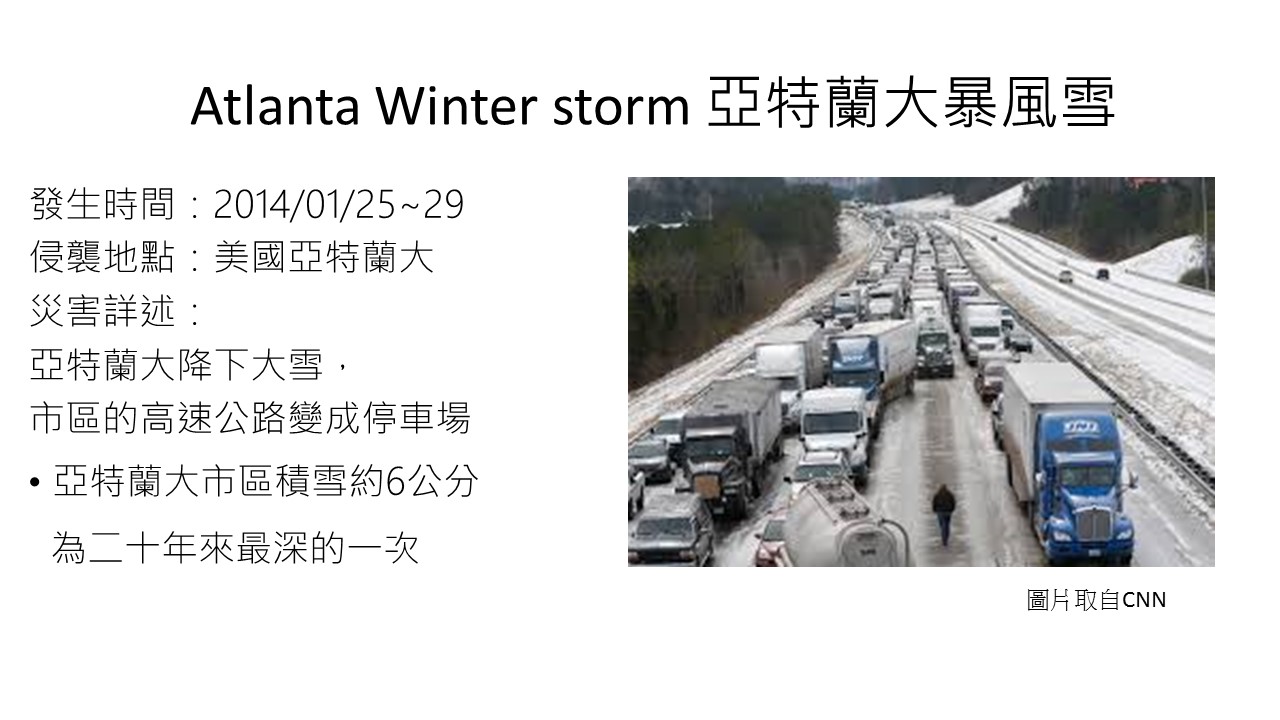 Atlanta Winter storm 亞特蘭大暴風雪
發生時間：2014/01/25~29
侵襲地點：美國亞特蘭大
災害詳述：
亞特蘭大降下大雪，
市區的高速公路變成停車場
• 亞特蘭大市區積雪約6公分
為二十年來最深的一次
圖片取自CNN